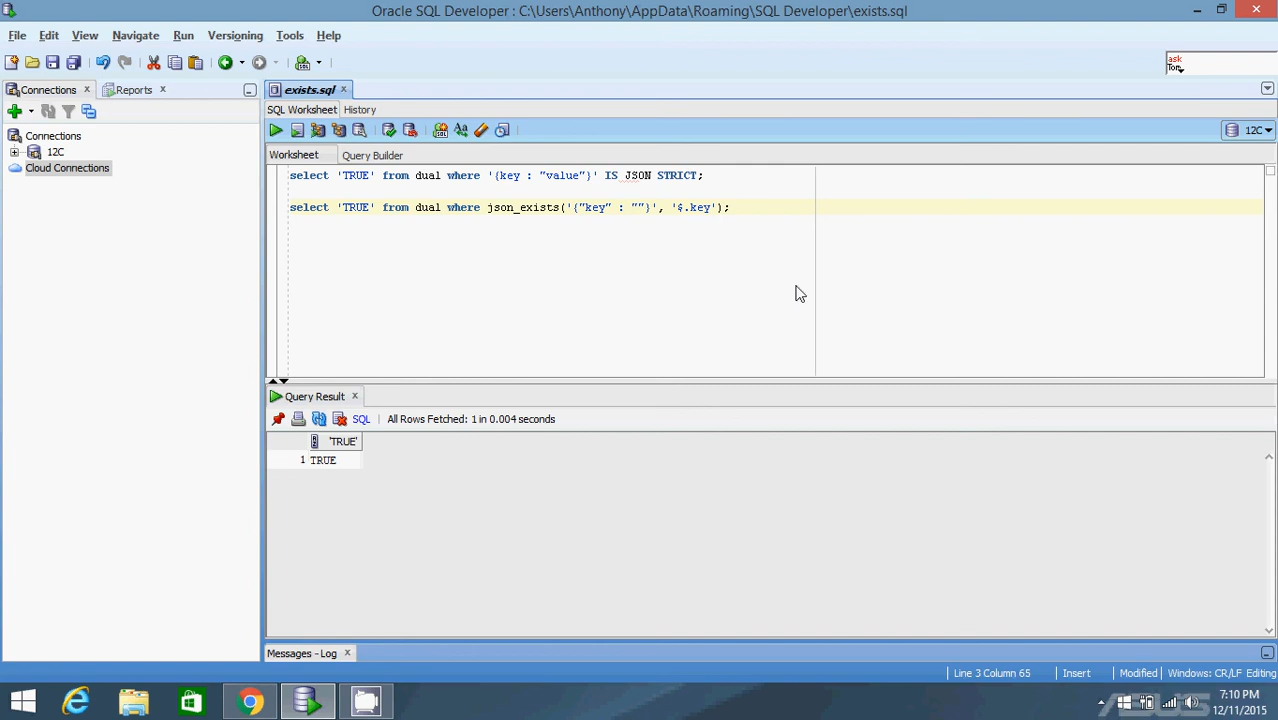 Oracle SQL Developer : C:\Users\Anthony\AppData\Roaming\SQL Developer\exists.sql
File Edit View Navigate Run Versioning Tools Help
ask
Tom
Connections Reports exists.sql
SQL Worksheet History
Connections
12C
Cloud Connections
12C
Worksheet Query Builder
select 'TRUE' from dual where '{key : "value"}' IS JSON STRICT;
select 'TRUE' from dual where json_exists('{"key" : ""}', '$.key');
Query Result
SQL All Rows Fetched: 1 in 0.004 seconds
'TRUE'
1 TRUE
Messages - Log
Line 3 Column 65 Insert Modified Windows: CR/LF Editing
ASUS
7:10 PM
12/11/2015